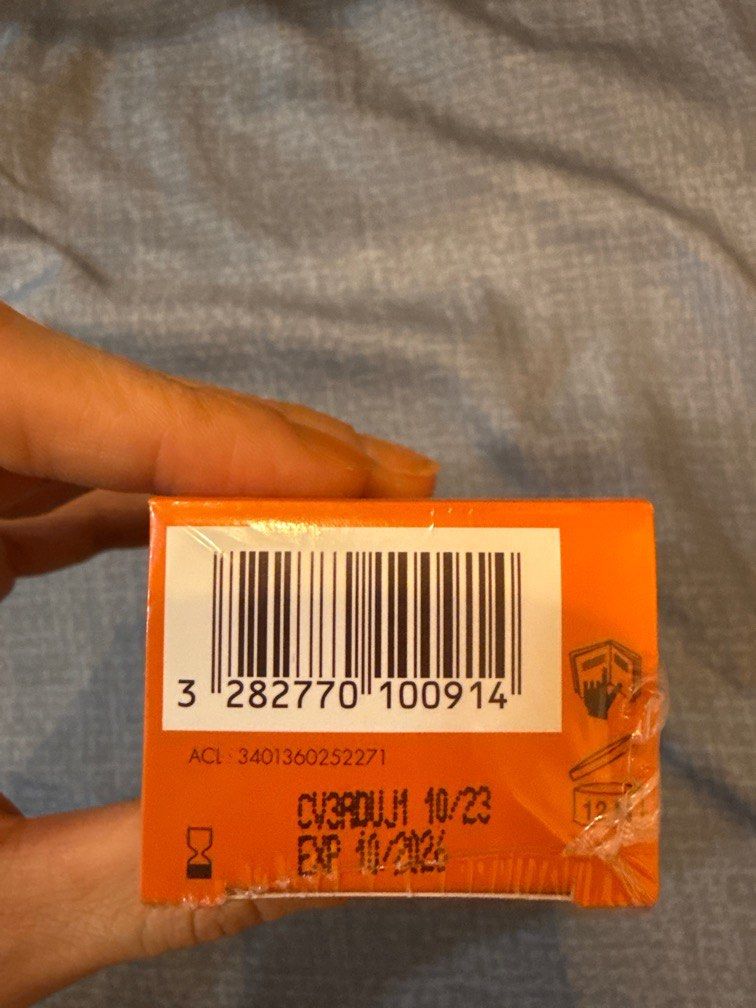 3 282770 100914
ACL : 3401360252271
CV3RDUJ1 10/23
EXP 10/2026